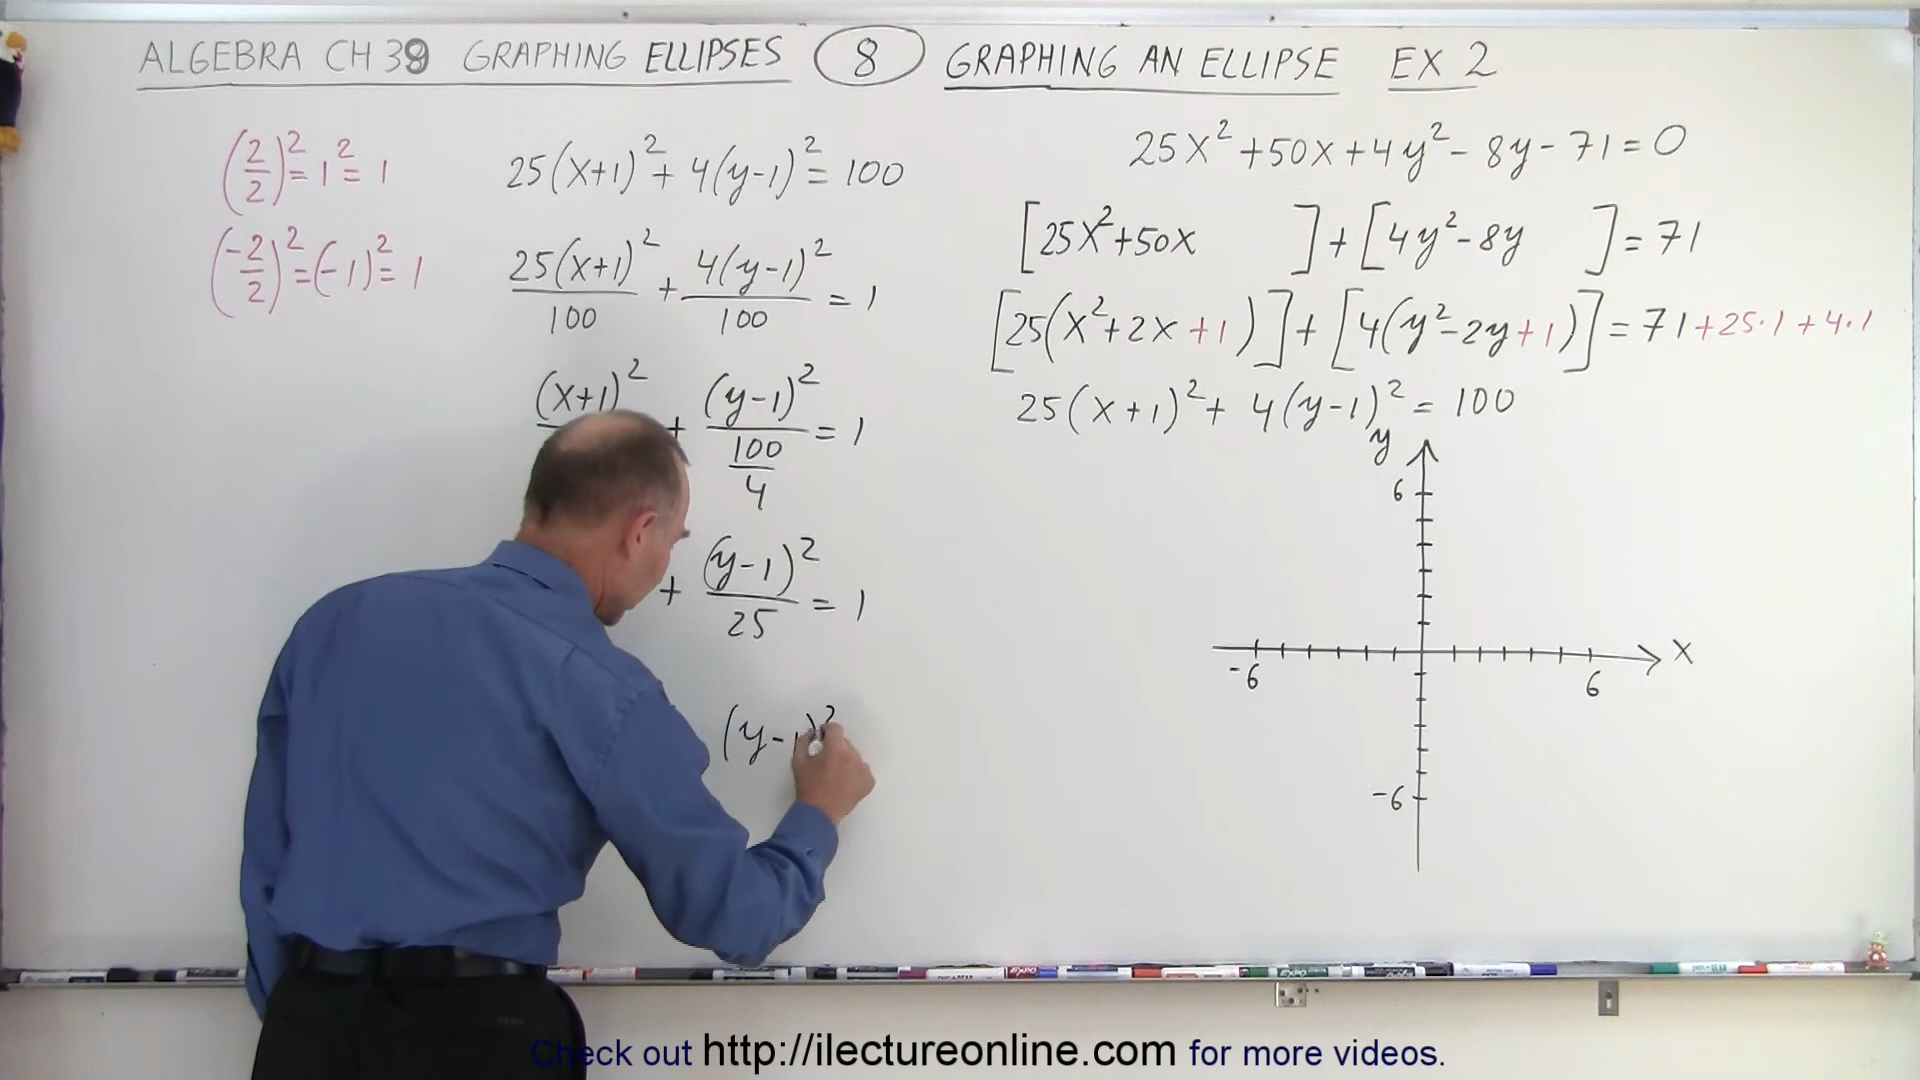 ALGEBRA CH 38 GRAPHING ELLIPSES 8 GRAPHING AN ELLIPSE EX 2
(2/2)² = 1² = 1
(-2/2)² = (-1)² = 1
25(x+1)² + 4(y-1)² = 100
25(x+1)²/100 + 4(y-1)²/100 = 1
(x+1)² + (y-1)²/(100/4) = 1
+ (y-1)²/25 = 1
(y-1)²
25x² + 50x + 4y² - 8y - 71 = 0
[25x² + 50x ] + [4y² - 8y ] = 71
[25(x² + 2x + 1)] + [4(y² - 2y + 1)] = 71 + 25·1 + 4·1
25(x+1)² + 4(y-1)² = 100
y
6
x
-6
6
-6
Check out http://ilectureonline.com for more videos.